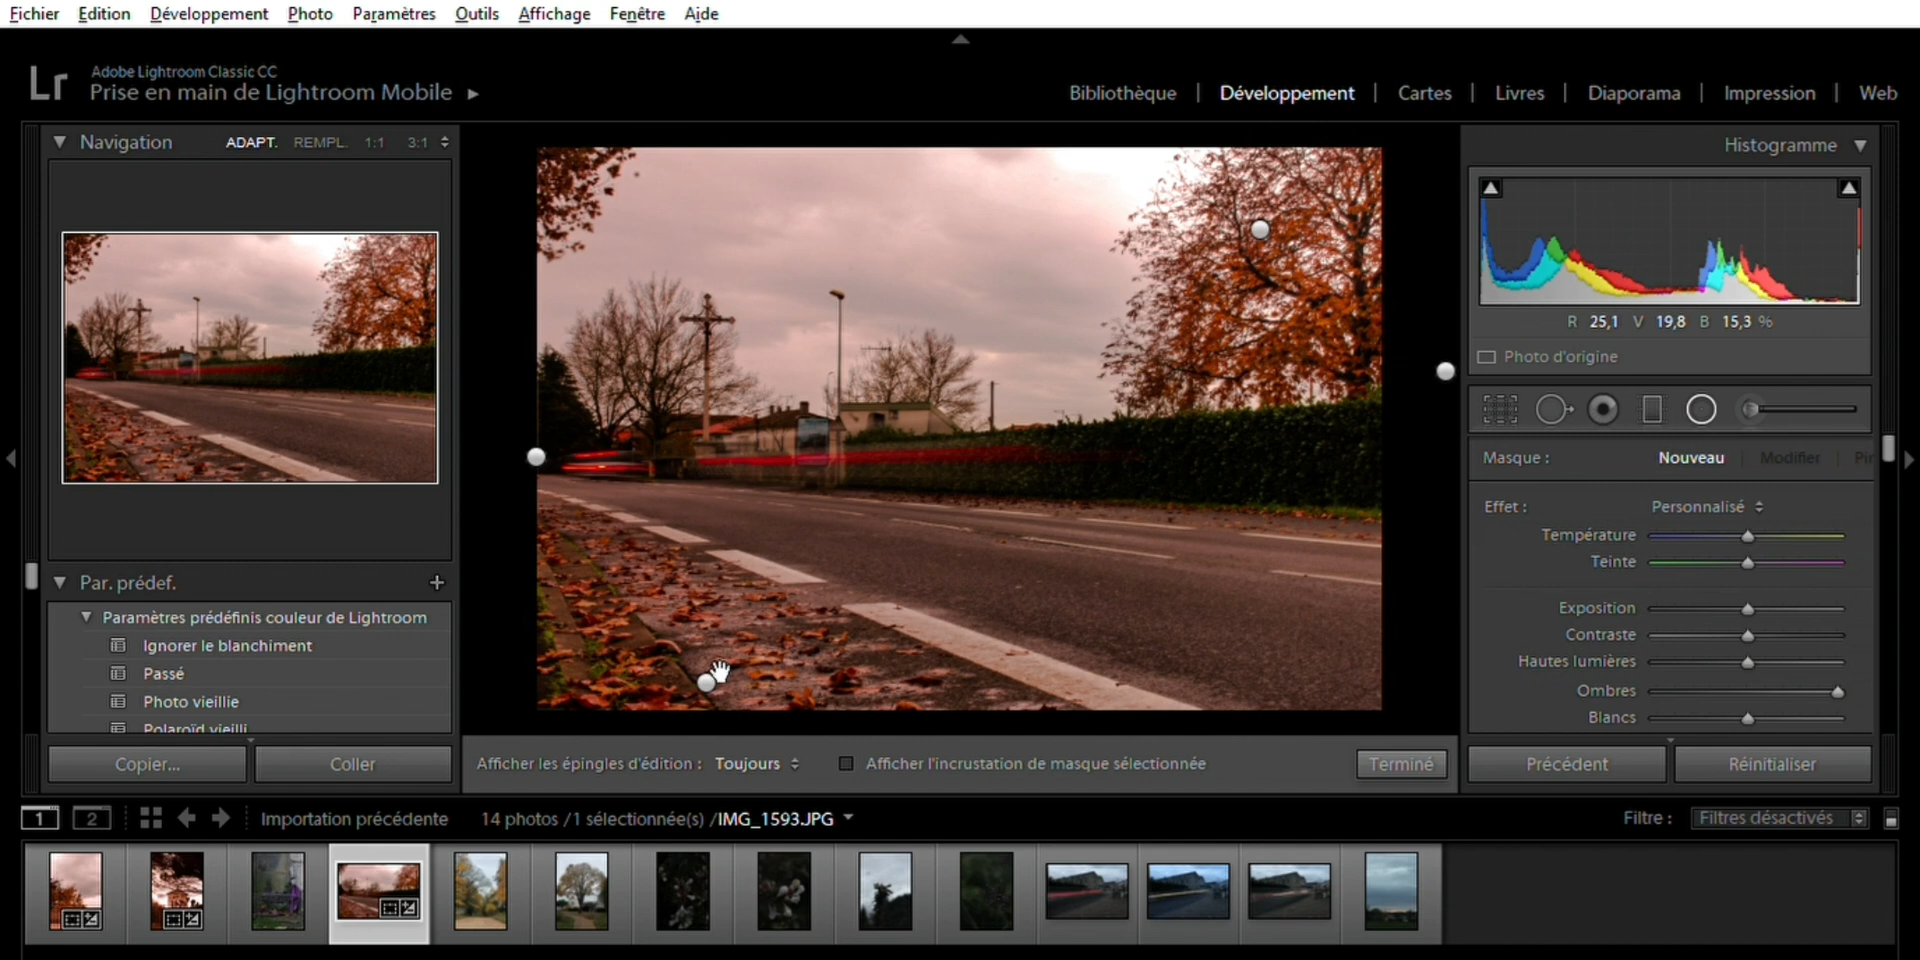 Fichier Edition Développement Photo Paramètres Outils Affichage Fenêtre Aide
Lr
Adobe Lightroom Classic CC
Prise en main de Lightroom Mobile
Bibliothèque | Développement | Cartes | Livres | Diaporama | Impression | Web
Navigation ADAPT. REMPL. 1:1 3:1
Histogramme
R 25,1 V 19,8 B 15,3 %
Photo d'origine
Masque : Nouveau Modifier
Effet : Personnalisé
Température
Teinte
Exposition
Contraste
Hautes lumières
Ombres
Blancs
Par. prédéf. +
Paramètres prédéfinis couleur de Lightroom
Ignorer le blanchiment
Passé
Photo vieillie
Polaroïd vieilli
Copier... Coller
Afficher les épingles d'édition : Toujours Afficher l'incrustation de masque sélectionnée Terminé
Précédent Réinitialiser
1 2 Importation précédente 14 photos /1 sélectionnée(s) /IMG_1593.JPG
Filtre : Filtres désactivés